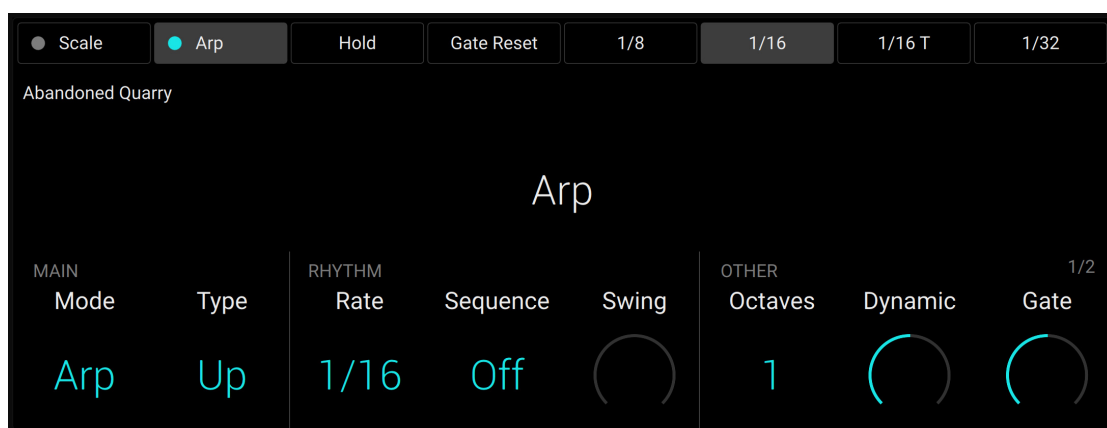 Scale Arp Hold Gate Reset 1/8 1/16 1/16 T 1/32
Abandoned Quarry
Arp
MAIN RHYTHM OTHER 1/2
Mode Type Rate Sequence Swing Octaves Dynamic Gate
Arp Up 1/16 Off 1